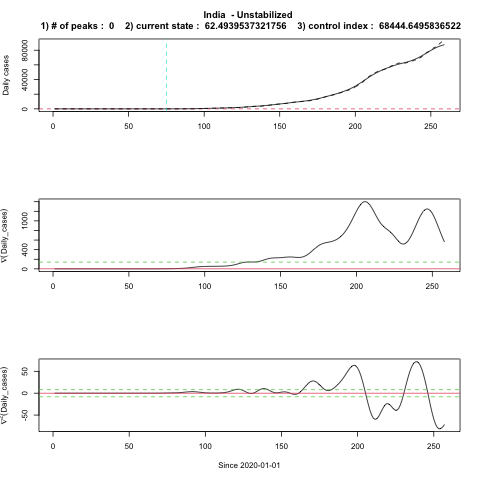 India - Unstabilized
1) # of peaks : 0 2) current state : 62.4939537321756 3) control index : 68444.6495836522
Daily cases
0 40000 80000
0 50 100 150 200 250
∇(Daily_cases)
0 400 1000
0 50 100 150 200 250
∇²(Daily_cases)
-50 0 50
0 50 100 150 200 250
Since 2020-01-01